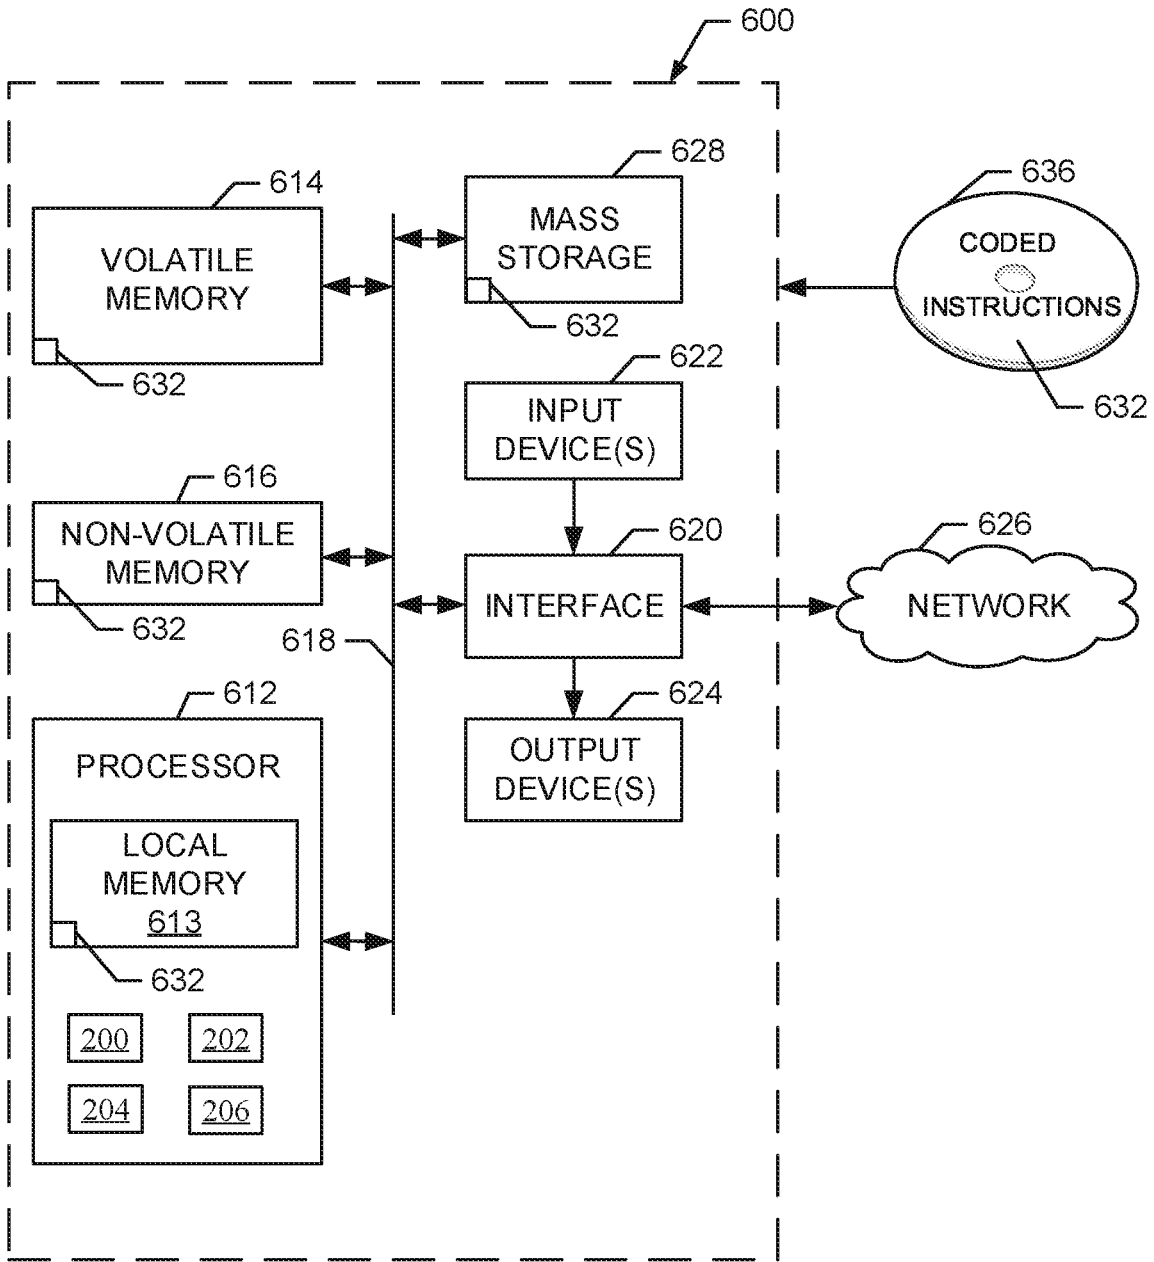 600
628
MASS
STORAGE
632
614
VOLATILE
MEMORY
632
636
CODED
INSTRUCTIONS
632
622
INPUT
DEVICE(S)
616
NON-VOLATILE
MEMORY
632
620
INTERFACE
626
NETWORK
618
624
OUTPUT
DEVICE(S)
612
PROCESSOR
LOCAL
MEMORY
613
632
200 202
204 206